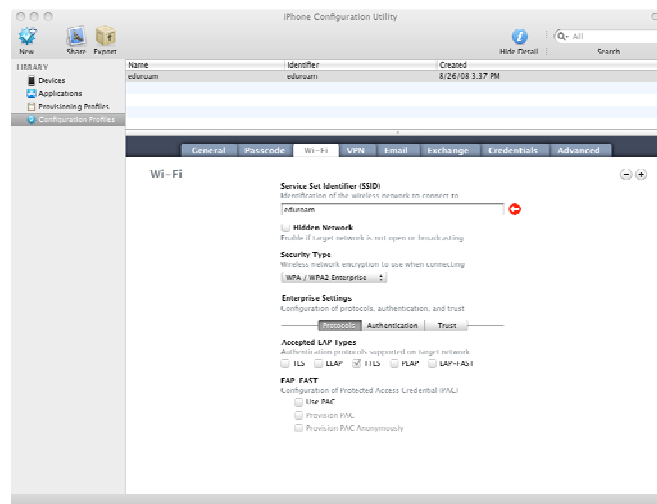 iPhone Configuration Utility
New Share Export Hide Detail Search
All
LIBRARY
Devices
Applications
Provisioning Profiles
Configuration Profiles
Name Identifier Created
eduroam eduroam 8/26/08 3.37 PM
General Passcode Wi-Fi VPN Email Exchange Credentials Advanced
Wi-Fi
Service Set Identifier (SSID)
Identification of the wireless network to connect to
eduroam
Hidden Network
Enable if target network is not open or broadcasting
Security Type
Wireless network encryption to use when connecting
WPA / WPA2 Enterprise
Enterprise Settings
Configuration of protocols, authentication, and trust
Protocols Authentication Trust
Accepted EAP Types
Authentication protocols supported on target network
TLS LEAP TTLS PEAP EAP-FAST
EAP-FAST
Configuration of Protected Access Credential (PAC)
Use PAC
Provision PAC
Provision PAC Anonymously